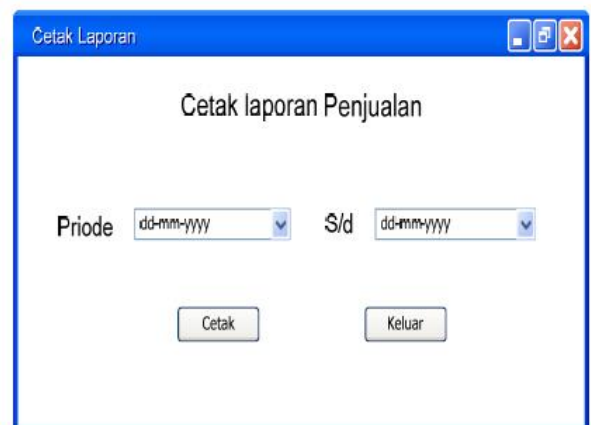 Cetak Laporan
Cetak laporan Penjualan
Priode dd-mm-yyyy S/d dd-mm-yyyy
Cetak Keluar